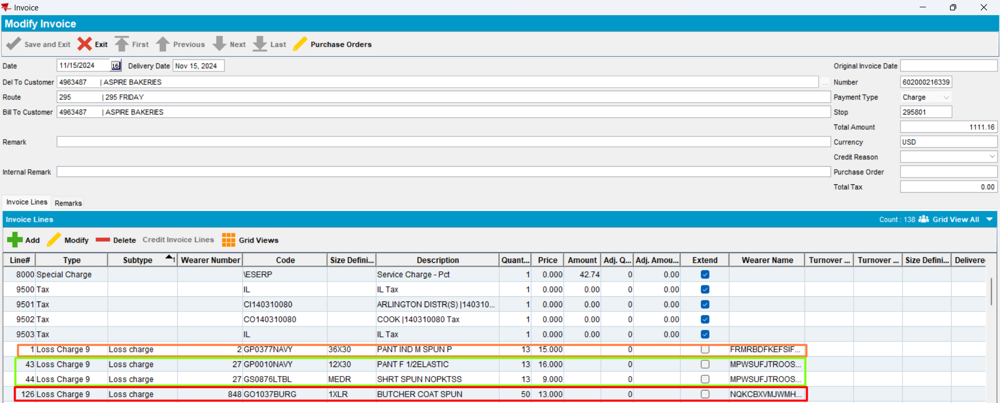 Invoice
Modify Invoice
Save and Exit Exit First Previous Next Last Purchase Orders
Date 11/15/2024 16 Delivery Date Nov 15, 2024 Original Invoice Date
Del To Customer 4963487 | ASPIRE BAKERIES ... Number 602000216339
Route 295 | 295 FRIDAY Payment Type Charge
Bill To Customer 4963487 | ASPIRE BAKERIES Stop 295801
Total Amount 1111.16
Remark Currency USD
Credit Reason
Internal Remark Purchase Order
Total Tax 0.00
Invoice Lines Remarks
Invoice Lines Count : 138 Grid View All
Add Modify Delete Credit Invoice Lines Grid Views
Line# Type Subtype 1 Wearer Number Code Size Defini... Description Quant... Price Amount Adj. Q... Adj. Amou... Extend Wearer Name Turnover ... Turnover ... Size Defini... Delivere
8000 Special Charge \ESERP Service Charge - Pct 1 0.000 42.74 0 0.00
9500 Tax IL IL Tax 1 0.000 0.00 0 0.00
9501 Tax CI140310080 ARLINGTON DISTR(S) |140310... 1 0.000 0.00 0 0.00
9502 Tax CO140310080 COOK |140310080 Tax 1 0.000 0.00 0 0.00
9503 Tax IL IL Tax 1 0.000 0.00 0 0.00
1 Loss Charge 9 Loss charge 2 GP0377NAVY 36X30 PANT IND M SPUN P 13 15.000 0 FRMRBDFKEFSIF...
43 Loss Charge 9 Loss charge 27 GP0010NAVY 12X30 PANT F 1/2ELASTIC 13 16.000 0 MPWSUFJTROOS...
44 Loss Charge 9 Loss charge 27 GS0876LTBL MEDR SHRT SPUN NOPKTSS 13 9.000 0 MPWSUFJTROOS...
126 Loss Charge 9 Loss charge 848 GO1037BURG 1XLR BUTCHER COAT SPUN 50 13.000 0 NQKCBXVMJWMH...